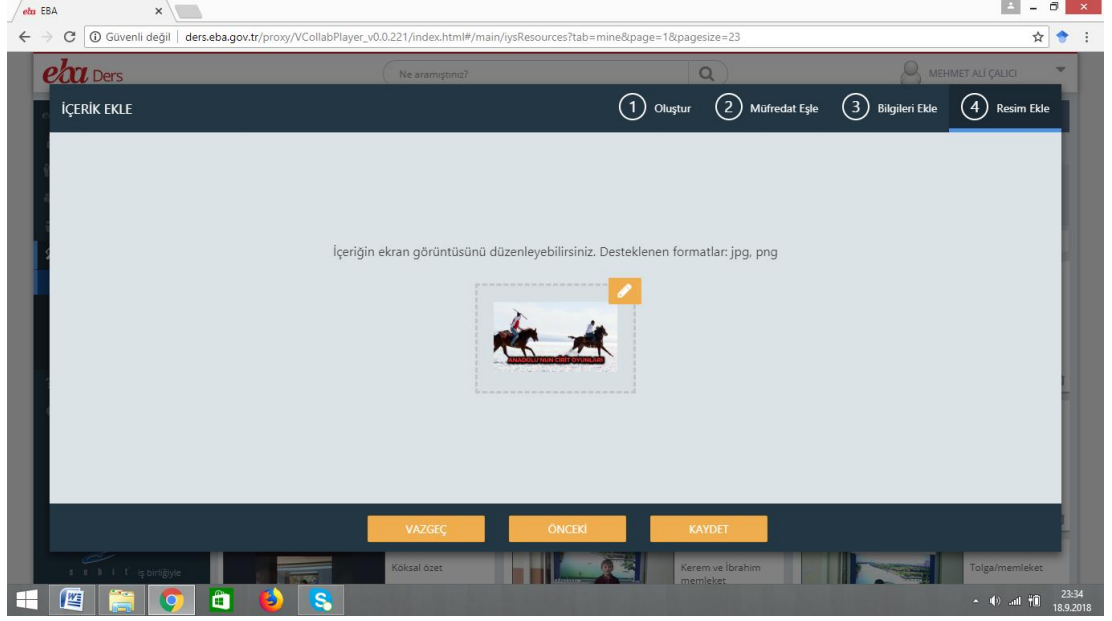 eba EBA
Güvenli değil | ders.eba.gov.tr/proxy/VCollabPlayer_v0.0.221/index.html#/main/iysResources?tab=mine&page=1&pagesize=23
eba Ders
Ne aramıştınız?
MEHMET ALİ ÇALICI
İÇERİK EKLE
1 Oluştur
2 Müfredat Eşle
3 Bilgileri Ekle
4 Resim Ekle
İçeriğin ekran görüntüsünü düzenleyebilirsiniz. Desteklenen formatlar: jpg, png
ANADOLU'NUN CİRİT OYUNLARI
VAZGEÇ
ÖNCEKİ
KAYDET
sebit iş birliğiyle
Köksal özet
Kerem ve İbrahim
memleket
Tolga/memleket
23:34
18.9.2018